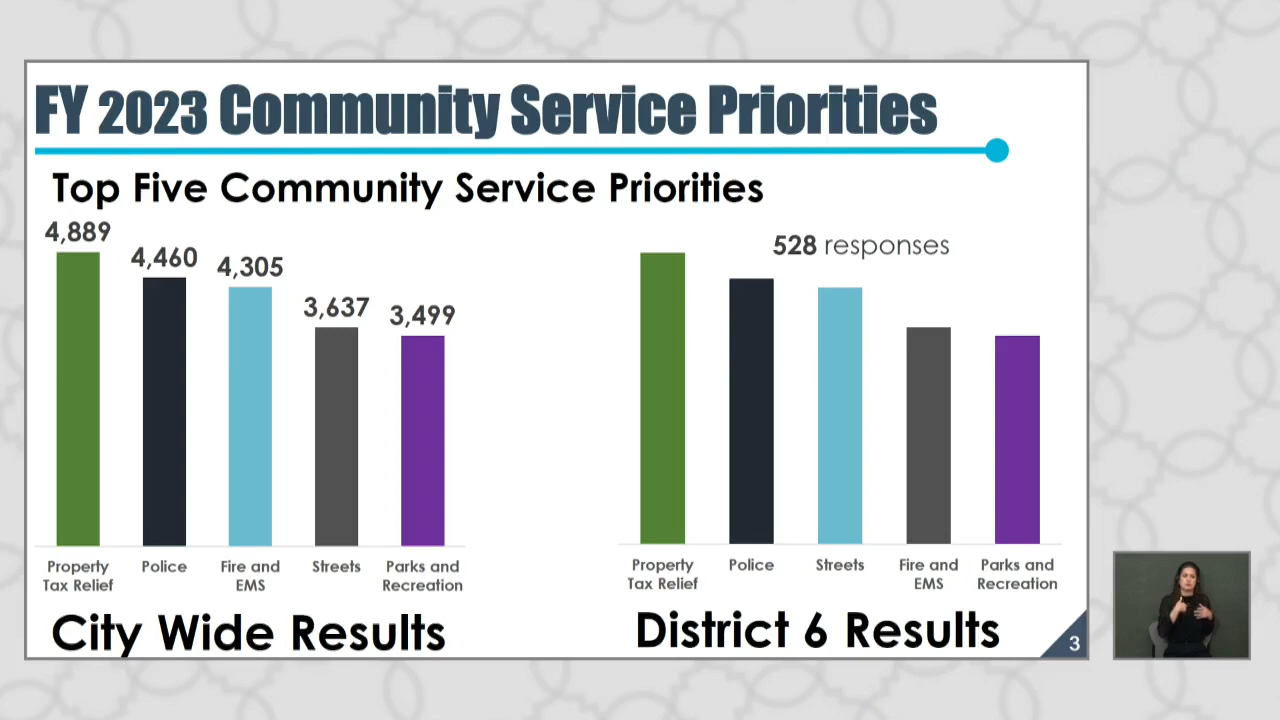 FY 2023 Community Service Priorities
Top Five Community Service Priorities
4,889
4,460
4,305
3,637
3,499
Property
Tax Relief
Police
Fire and
EMS
Streets
Parks and
Recreation
City Wide Results
528 responses
Property
Tax Relief
Police
Streets
Fire and
EMS
Parks and
Recreation
District 6 Results
3